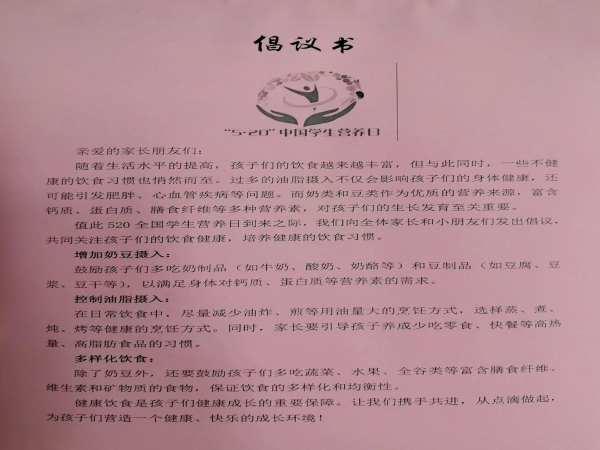 倡议书
"5·20"中国学生营养日
亲爱的家长朋友们：
随着生活水平的提高，孩子们的饮食越来越丰富，但与此同时，一些不健
康的饮食习惯也悄然而至。过多的油脂摄入不仅会影响孩子们的身体健康，还
可能引发肥胖、心血管疾病等问题。而奶类和豆类作为优质的营养来源，富含
钙质、蛋白质、膳食纤维等多种营养素，对孩子们的生长发育至关重要。
值此 520 全国学生营养日到来之际，我们向全体家长和小朋友们发出倡议，
共同关注孩子们的饮食健康，培养健康的饮食习惯。
增加奶豆摄入：
鼓励孩子们多吃奶制品（如牛奶、酸奶、奶酪等）和豆制品（如豆腐、豆
浆、豆干等），以满足身体对钙质、蛋白质等营养素的需求。
控制油脂摄入：
在日常饮食中，尽量减少油炸、煎等用油量大的烹饪方式，选择蒸、煮、
炖、烤等健康的烹饪方式。同时，家长要引导孩子养成少吃零食、快餐等高热
量、高脂肪食品的习惯。
多样化饮食：
除了奶豆外，还要鼓励孩子们多吃蔬菜、水果、全谷类等富含膳食纤维、
维生素和矿物质的食物，保证饮食的多样化和均衡性。
健康饮食是孩子们健康成长的重要保障。让我们携手共进，从点滴做起，
为孩子们营造一个健康、快乐的成长环境！